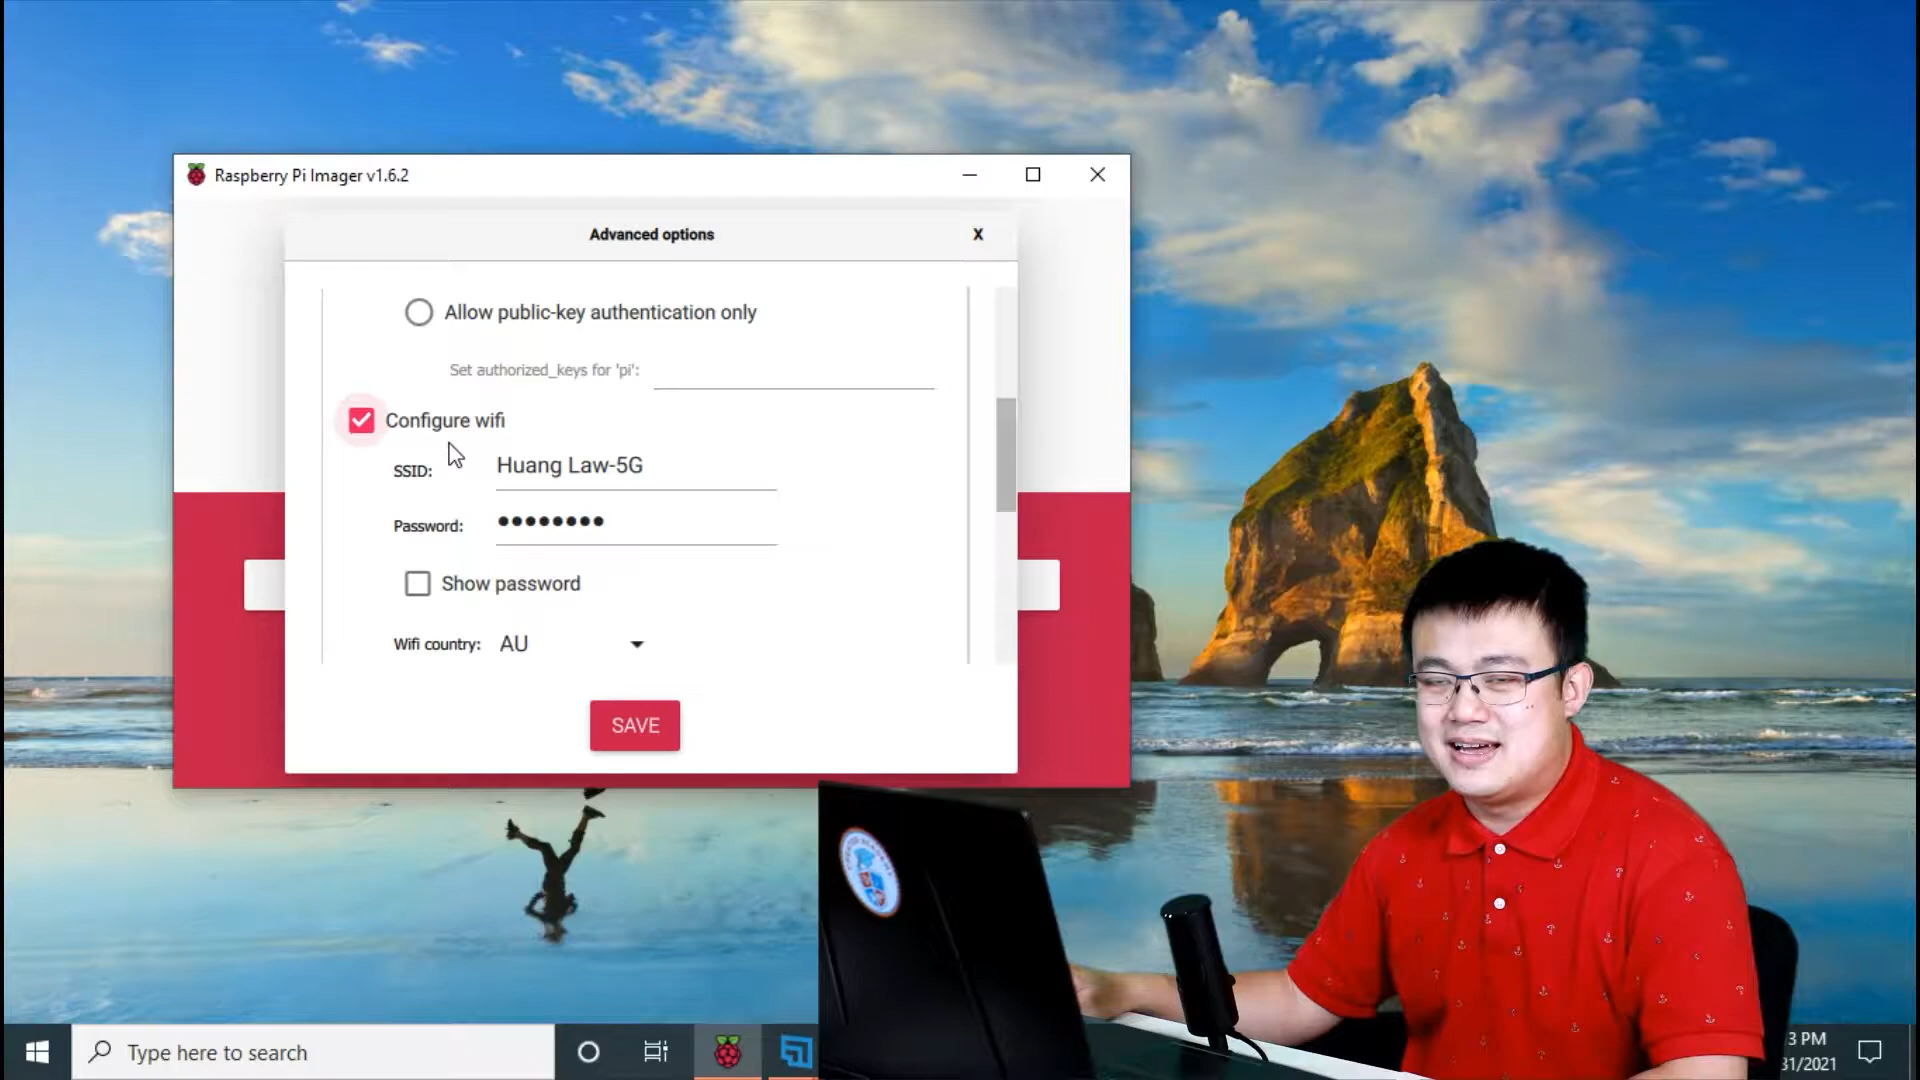 Raspberry Pi Imager v1.6.2
Advanced options
X
Allow public-key authentication only
Set authorized_keys for 'pi':
Configure wifi
SSID: Huang Law-5G
Password: ●●●●●●●●
Show password
Wifi country: AU
SAVE
Type here to search
3 PM
31/2021